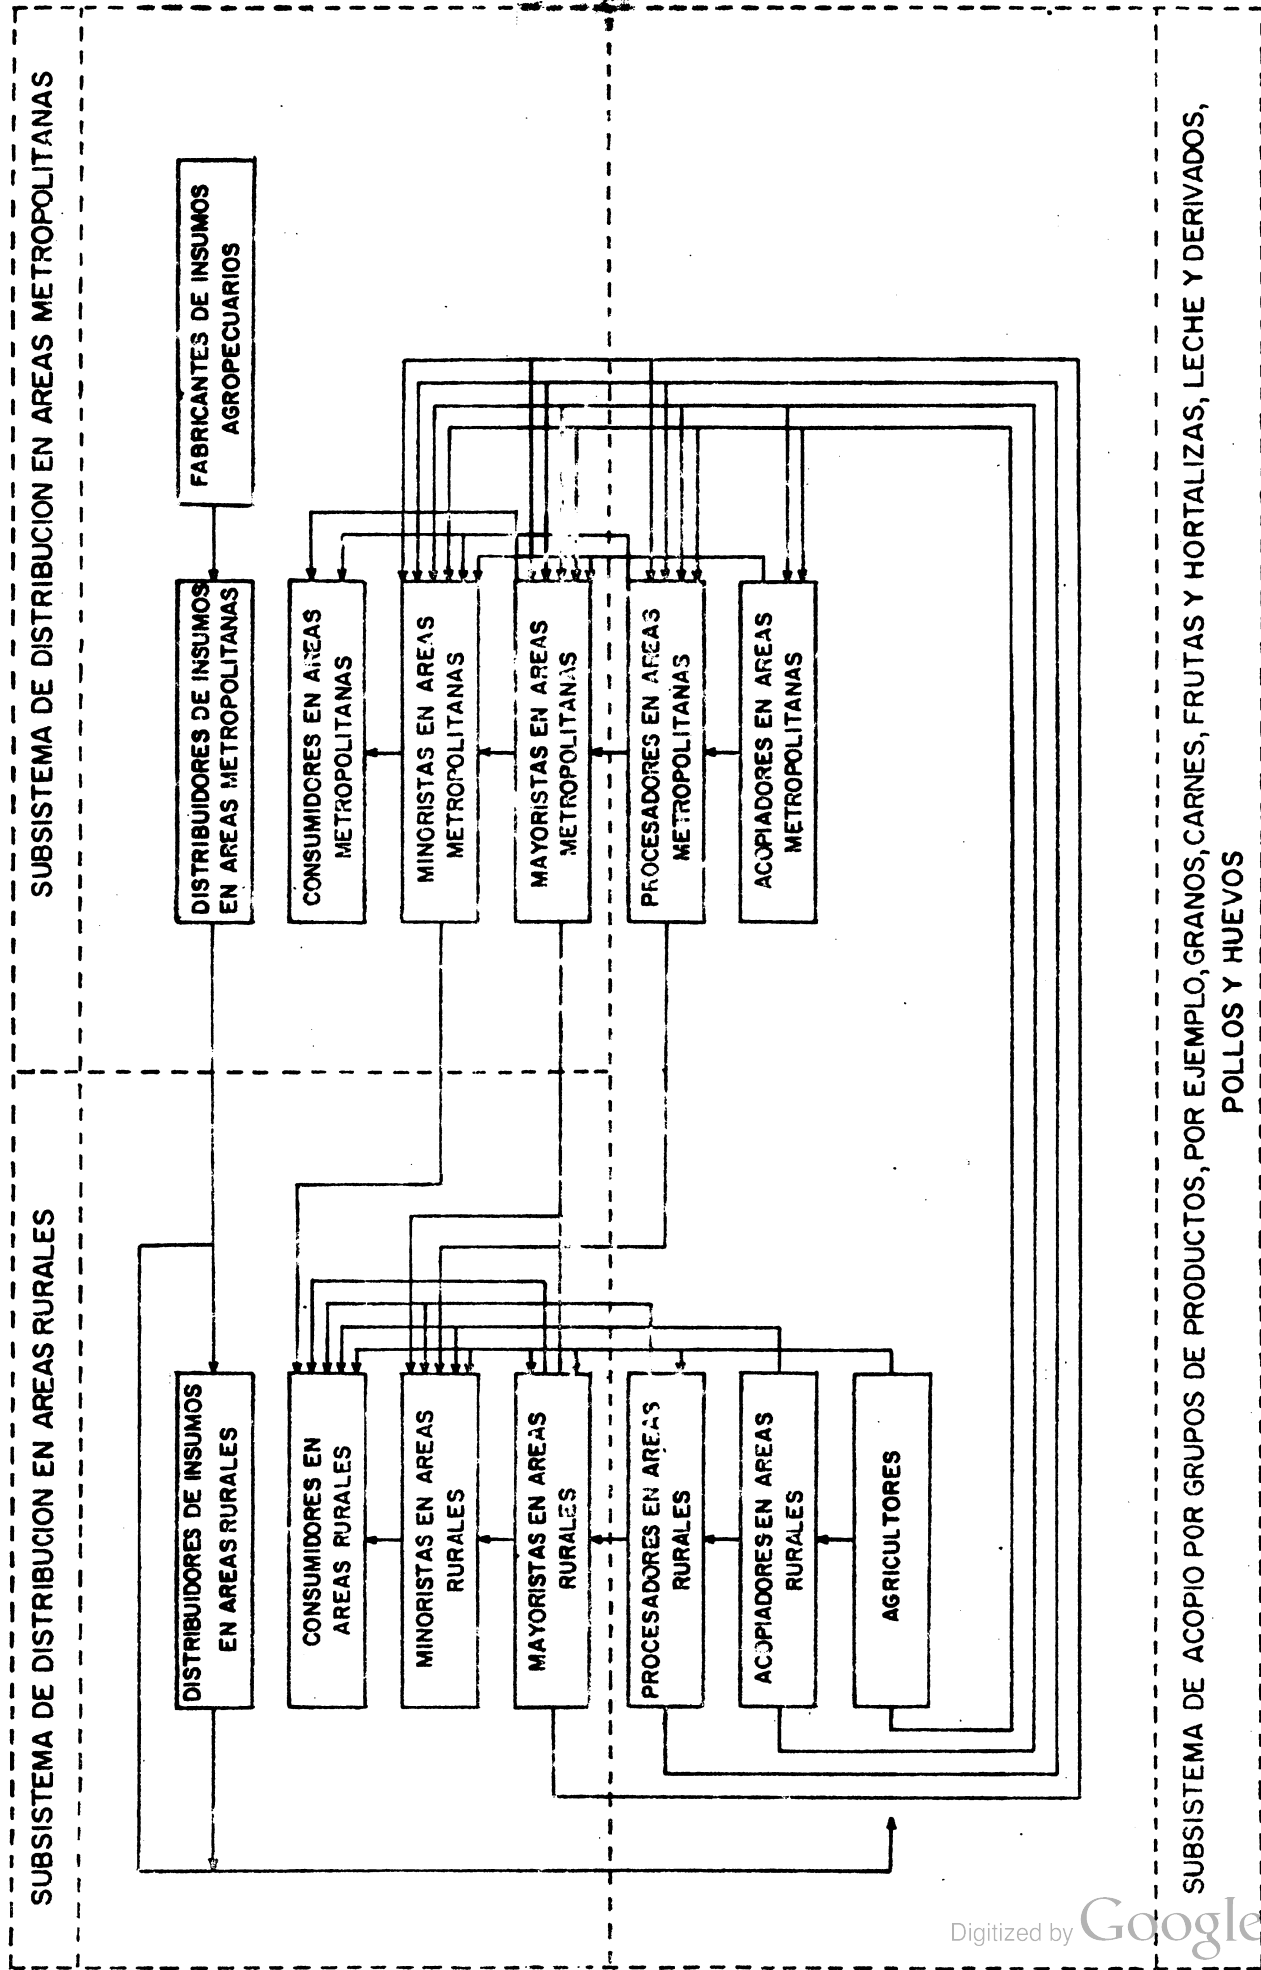 SUBSISTEMA DE DISTRIBUCION EN AREAS RURALES
SUBSISTEMA DE DISTRIBUCION EN AREAS METROPOLITANAS
DISTRIBUIDORES DE INSUMOS
EN AREAS RURALES
DISTRIBUIDORES DE INSUMOS
EN AREAS METROPOLITANAS
FABRICANTES DE INSUMOS
AGROPECUARIOS
CONSUMIDORES EN
AREAS RURALES
CONSUMIDORES EN AREAS
METROPOLITANAS
MINORISTAS EN AREAS
RURALES
MINORISTAS EN AREAS
METROPOLITANAS
MAYORISTAS EN AREAS
RURALES
MAYORISTAS EN AREAS
METROPOLITANAS
PROCESADORES EN AREAS
RURALES
PROCESADORES EN AREAS
METROPOLITANAS
ACOPIADORES EN AREAS
RURALES
ACOPIADORES EN AREAS
METROPOLITANAS
AGRICULTORES
SUBSISTEMA DE ACOPIO POR GRUPOS DE PRODUCTOS, POR EJEMPLO, GRANOS, CARNES, FRUTAS Y HORTALIZAS, LECHE Y DERIVADOS,
POLLOS Y HUEVOS
Digitized by Google